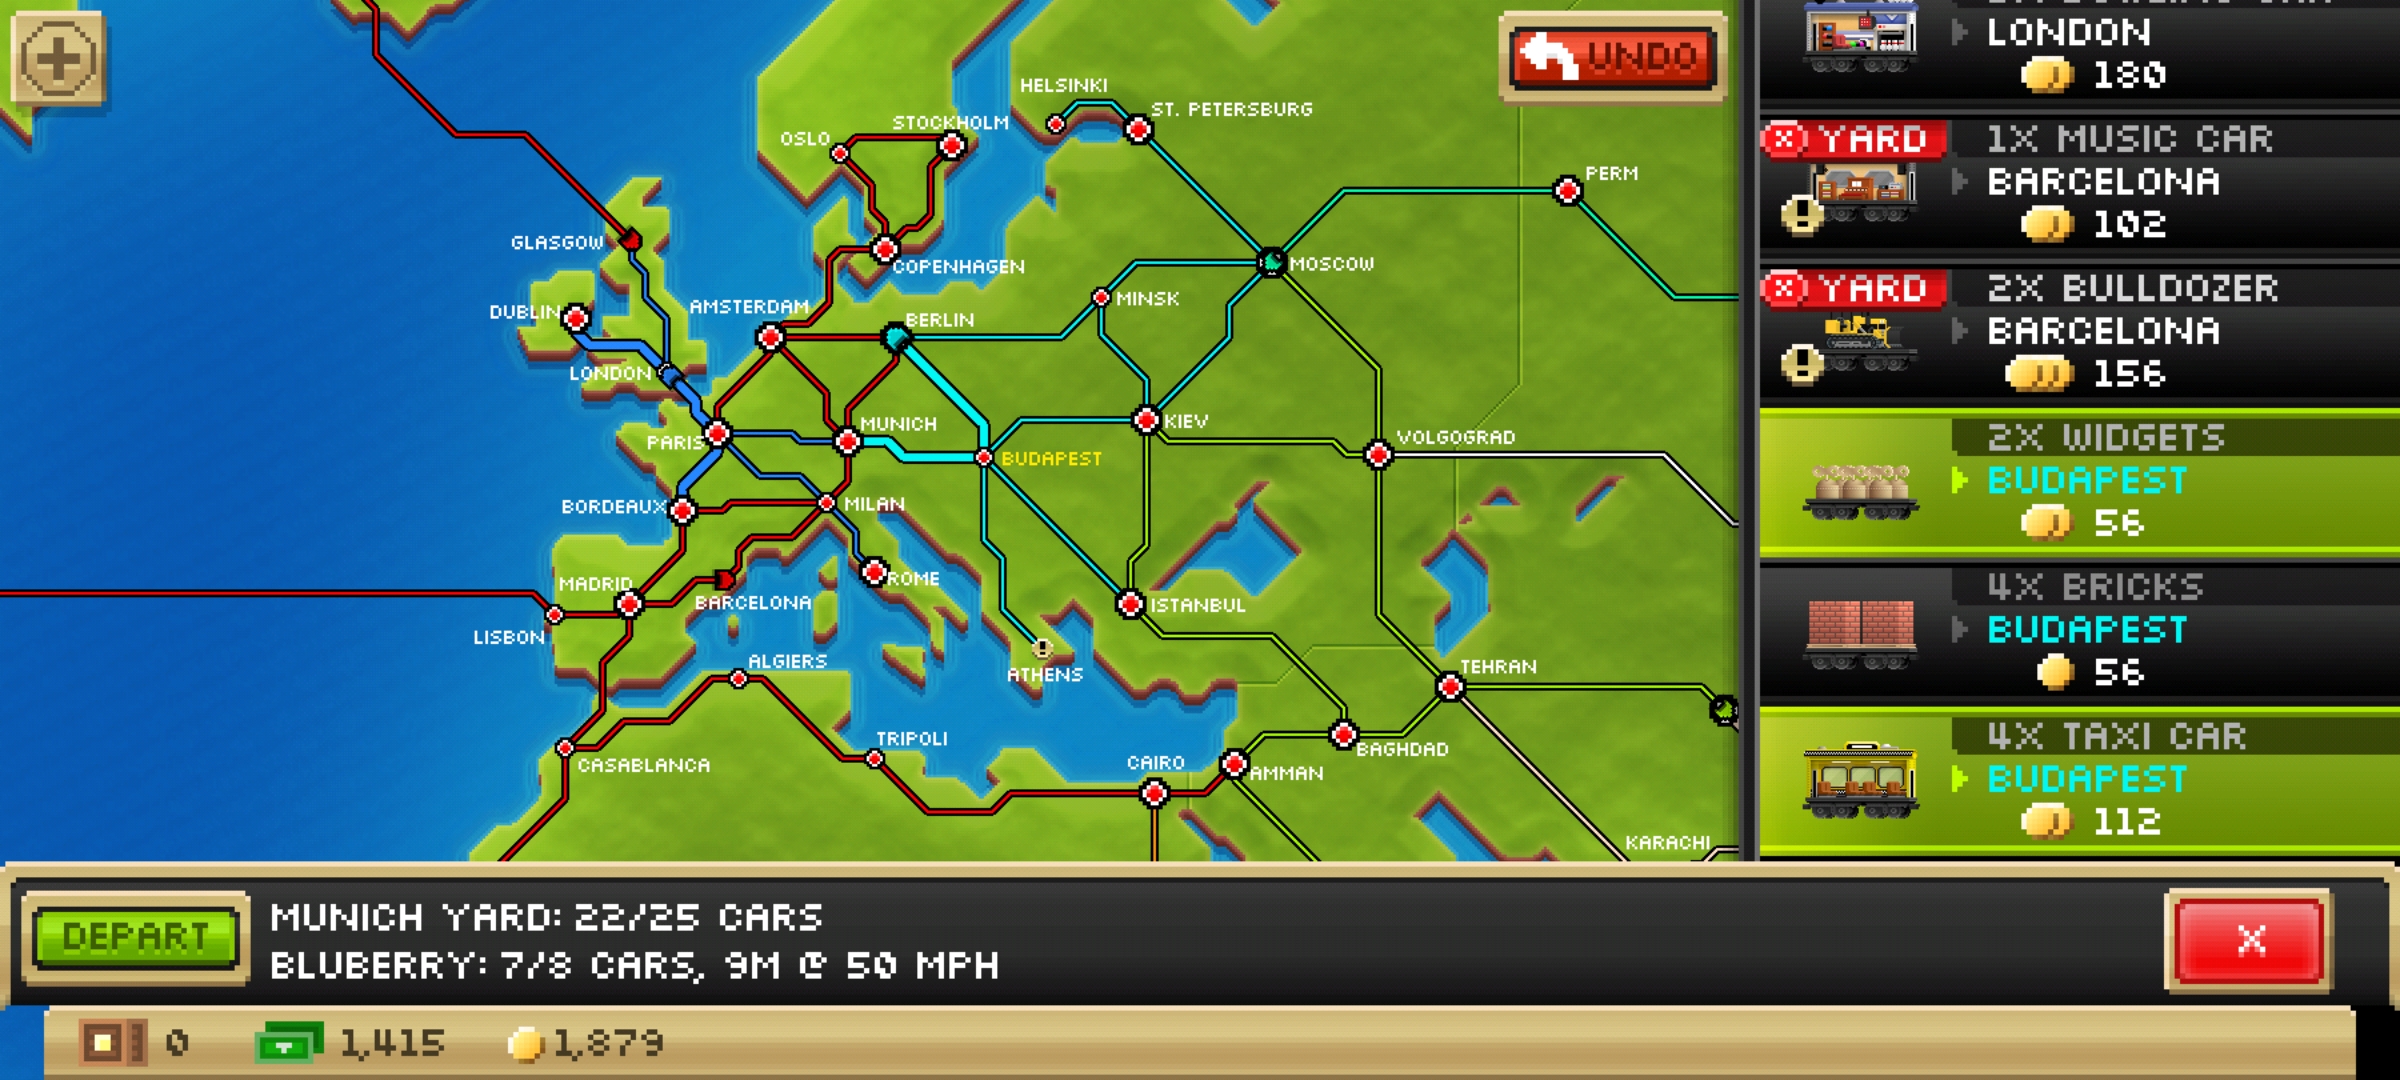 UNDO
HELSINKI
ST. PETERSBURG
STOCKHOLM
OSLO
PERM
GLASGOW
COPENHAGEN
MOSCOW
MINSK
DUBLIN
AMSTERDAM
BERLIN
LONDON
PARIS
MUNICH
BUDAPEST
KIEV
VOLGOGRAD
BORDEAUX
MILAN
MADRID
ROME
BARCELONA
ISTANBUL
LISBON
ALGIERS
ATHENS
TEHRAN
CASABLANCA
TRIPOLI
CAIRO
AMMAN
BAGHDAD
KARACHI
LONDON
180
YARD
1X MUSIC CAR
BARCELONA
102
YARD
2X BULLDOZER
BARCELONA
156
2X WIDGETS
BUDAPEST
56
4X BRICKS
BUDAPEST
56
4X TAXI CAR
BUDAPEST
112
DEPART
MUNICH YARD: 22/25 CARS
BLUBERRY: 7/8 CARS, 9M @ 50 MPH
X
0
1,415
1,879